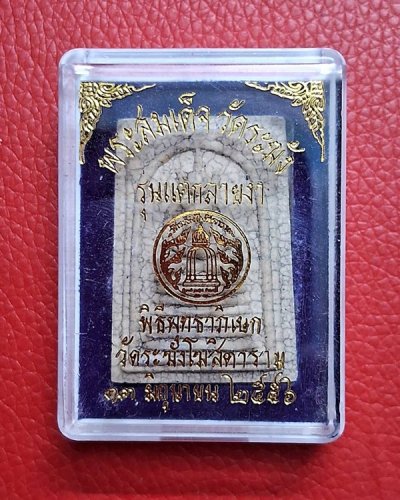 พระสมเด็จ วัดระฆัง
รุ่นแตกลายงา
พิธีพุทธาภิเษก
วัดระฆังโฆสิตาราม
๑๓ มิถุนายน ๒๕๕๖